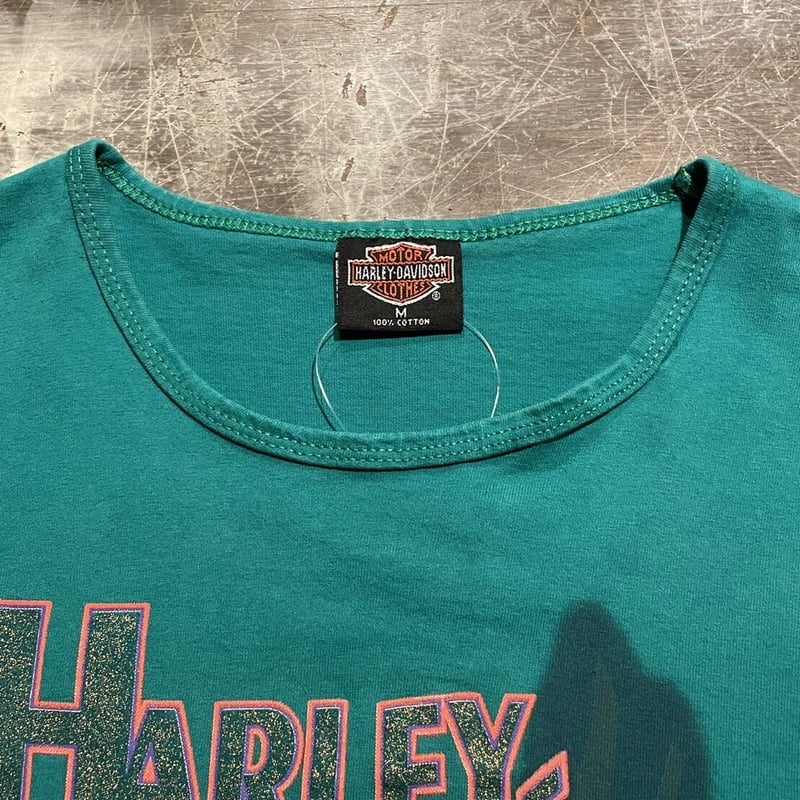 MOTOR
HARLEY-DAVIDSON
CLOTHES
®
M
100% COTTON
HARLEY-